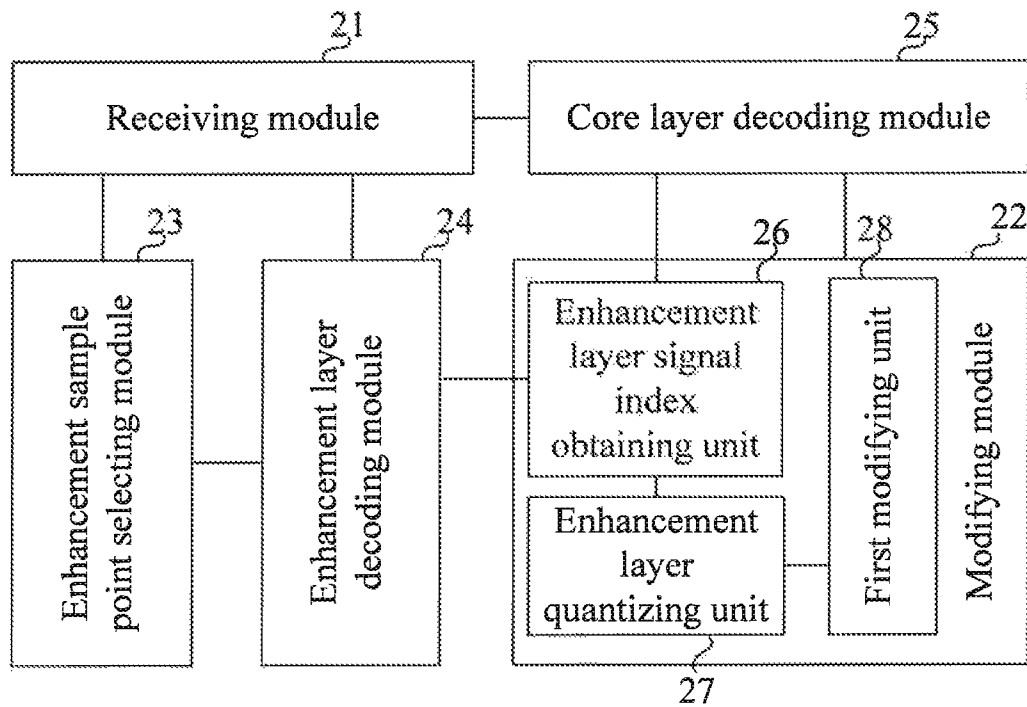 21
25
Receiving module
Core layer decoding module
23
24
26
28
22
Enhancement sample
point selecting module
Enhancement layer
decoding module
Enhancement
layer signal
index
obtaining unit
Enhancement
layer
quantizing unit
First modifying unit
Modifying module
27